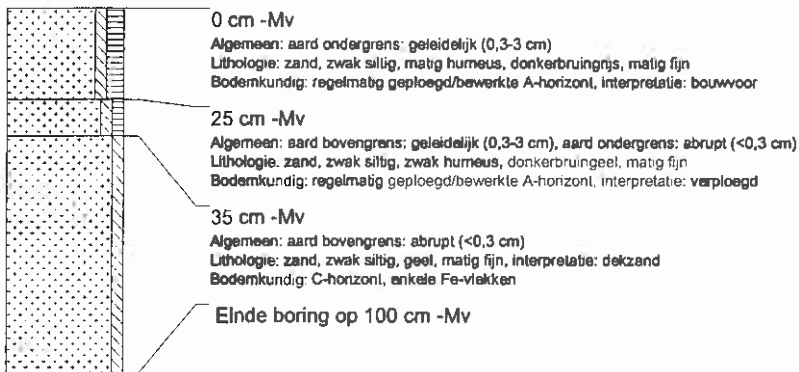 0 cm -Mv
Algemeen: aard ondergrens: geleidelijk (0,3-3 cm)
Lithologie: zand, zwak siltig, matig humeus, donkerbruingrijs, matig fijn
Bodemkundig: regelmatig geploegd/bewerkte A-horizont, interpretatie: bouwvoor
25 cm -Mv
Algemeen: aard bovengrens: geleidelijk (0,3-3 cm), aard ondergrens: abrupt (<0,3 cm)
Lithologie: zand, zwak siltig, zwak humeus, donkerbruingeel, matig fijn
Bodemkundig: regelmatig geploegd/bewerkte A-horizont, interpretatie: verploegd
35 cm -Mv
Algemeen: aard bovengrens: abrupt (<0,3 cm)
Lithologie: zand, zwak siltig, geel, matig fijn, interpretatie: dekzand
Bodemkundig: C-horizont, enkele Fe-vlekken
Einde boring op 100 cm -Mv